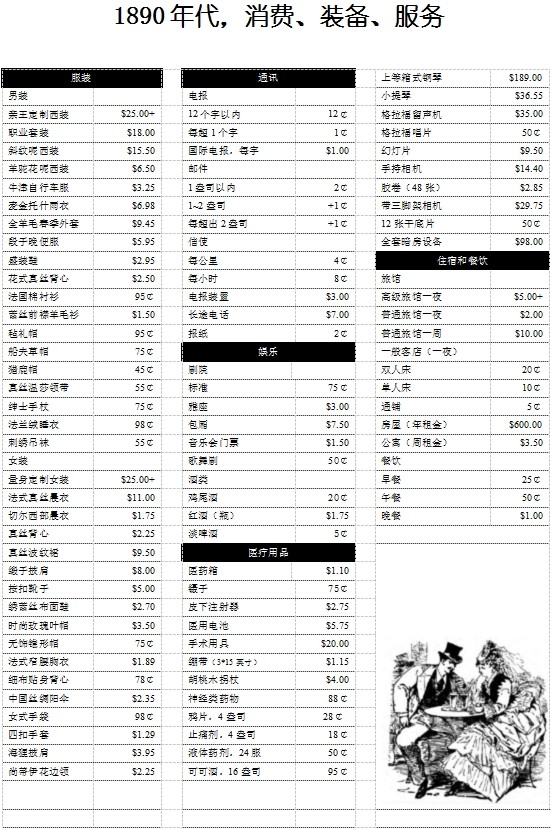 1890年代，消费、装备、服务
服装
男装
亲王定制西装 $25.00+
职业套装 $18.00
斜纹呢西装 $15.50
羊驼花呢西装 $6.50
牛津自行车服 $3.25
麦金托什雨衣 $6.98
全羊毛春季外套 $9.45
段子晚便服 $5.95
盛装鞋 $2.95
花式真丝背心 $2.50
法国棉衬衫 95￠
蕾丝前襟羊毛衫 $1.50
毡礼帽 95￠
船夫草帽 75￠
猎鹿帽 45￠
真丝温莎领带 55￠
绅士手杖 75￠
法兰绒睡衣 98￠
刺绣吊袜 55￠
女装
量身定制女装 $25.00+
法式真丝晨衣 $11.00
切尔西部晨衣 $1.75
真丝背心 $2.25
真丝波纹裙 $9.50
缎子披肩 $8.00
按扣靴子 $5.00
绣蕾丝布面鞋 $2.70
时尚玫瑰叶帽 $3.50
无饰锥形帽 75￠
法式窄腰胸衣 $1.89
细布贴身背心 78￠
中国丝绸阳伞 $2.35
女式手袋 98￠
四扣手套 $1.29
海狸披肩 $3.95
尚蒂伊花边领 $2.25
通讯
电报
12个字以内 12￠
每超1个字 1￠
国际电报，每字 $1.00
邮件
1盎司以内 2￠
1~2盎司 +1￠
每超出2盎司 +1￠
信使
每公里 4￠
每小时 8￠
电报装置 $3.00
长途电话 $7.00
报纸 2￠
娱乐
剧院
标准 75￠
雅座 $3.00
包厢 $7.50
音乐会门票 $1.50
歌舞剧 50￠
酒类
鸡尾酒 20￠
红酒（瓶） $1.75
淡啤酒 5￠
医疗用品
医药箱 $1.10
镊子 75￠
皮下注射器 $2.75
医用电池 $5.75
手术用具 $20.00
绷带（3*15英寸） $1.15
胡桃木拐杖 $4.00
神经类药物 88￠
鸦片，4盎司 28￠
止痛剂，4盎司 18￠
液体药剂，24服 50￠
可可酒，16盎司 95￠
上等箱式钢琴 $189.00
小提琴 $36.55
格拉福留声机 $35.00
格拉福唱片 50￠
幻灯片 $9.50
手持相机 $14.40
胶卷（48张） $2.85
带三脚架相机 $29.75
12张干底片 50￠
全套暗房设备 $98.00
住宿和餐饮
旅馆
高级旅馆一夜 $5.00+
普通旅馆一夜 $2.00
普通旅馆一周 $10.00
一般客店（一夜）
双人床 20￠
单人床 10￠
通铺 5￠
房屋（年租金） $600.00
公寓（周租金） $3.50
餐饮
早餐 25￠
午餐 50￠
晚餐 $1.00